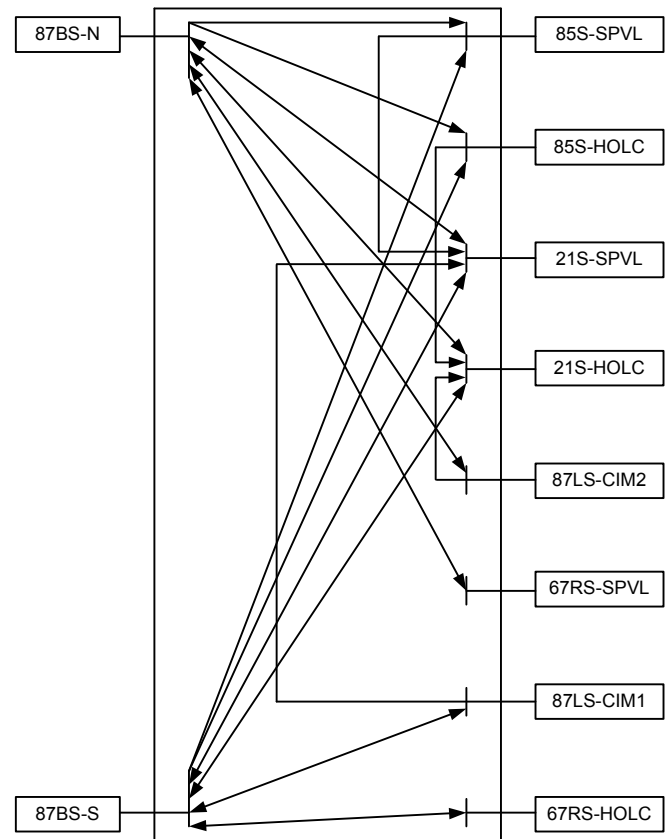 87BS-N
85S-SPVL
85S-HOLC
21S-SPVL
21S-HOLC
87LS-CIM2
67RS-SPVL
87LS-CIM1
87BS-S
67RS-HOLC